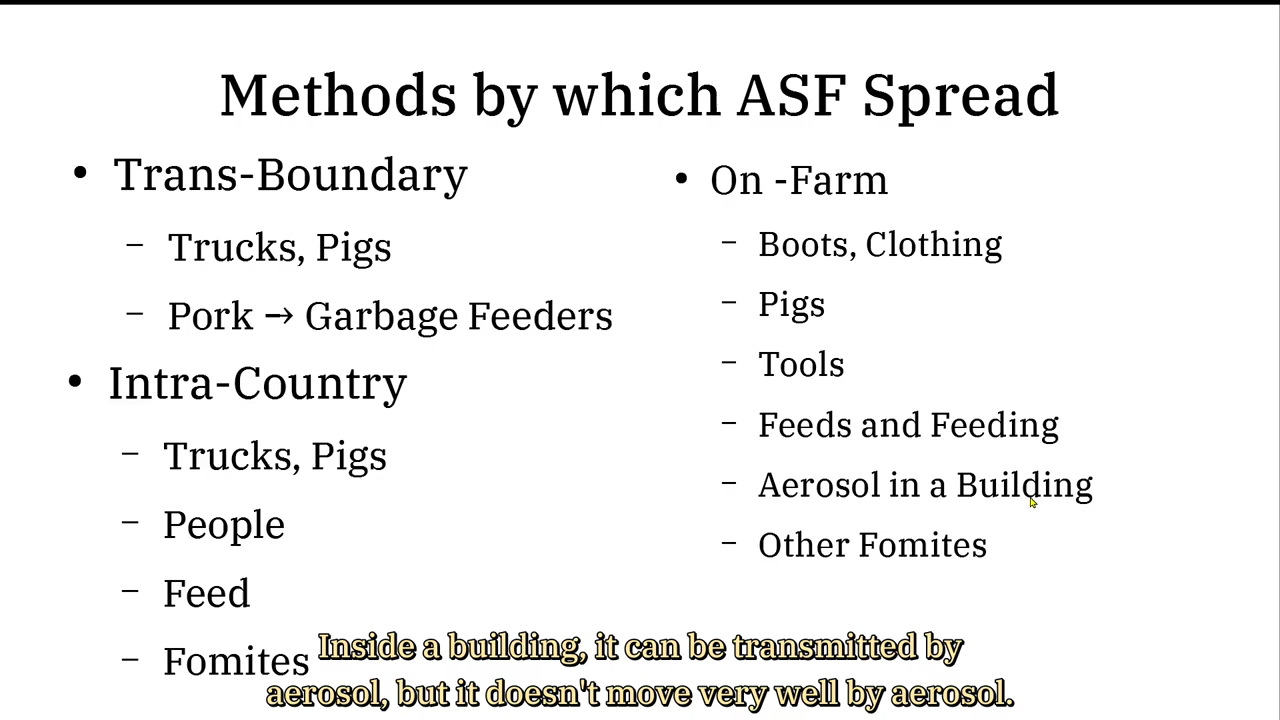 Methods by which ASF Spread
• Trans-Boundary
– Trucks, Pigs
– Pork → Garbage Feeders
• Intra-Country
– Trucks, Pigs
– People
– Feed
– Fomites
• On -Farm
– Boots, Clothing
– Pigs
– Tools
– Feeds and Feeding
– Aerosol in a Building
– Other Fomites
Inside a building, it can be transmitted by
aerosol, but it doesn't move very well by aerosol.